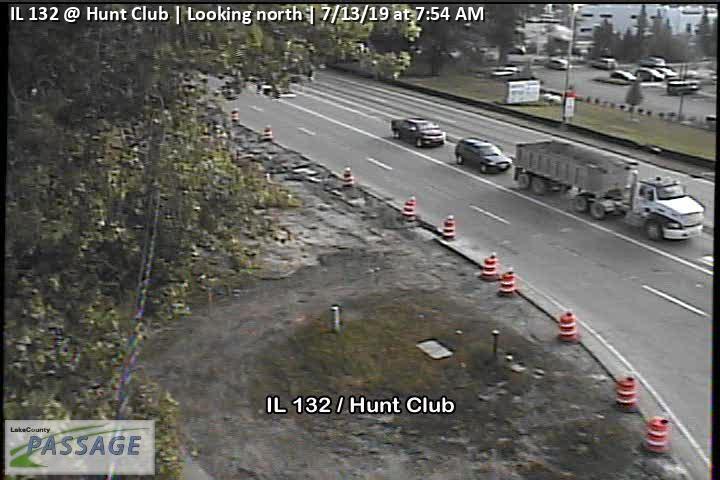 IL 132 @ Hunt Club | Looking north | 7/13/19 at 7:54 AM
IL 132 / Hunt Club
LakeCounty
PASSAGE